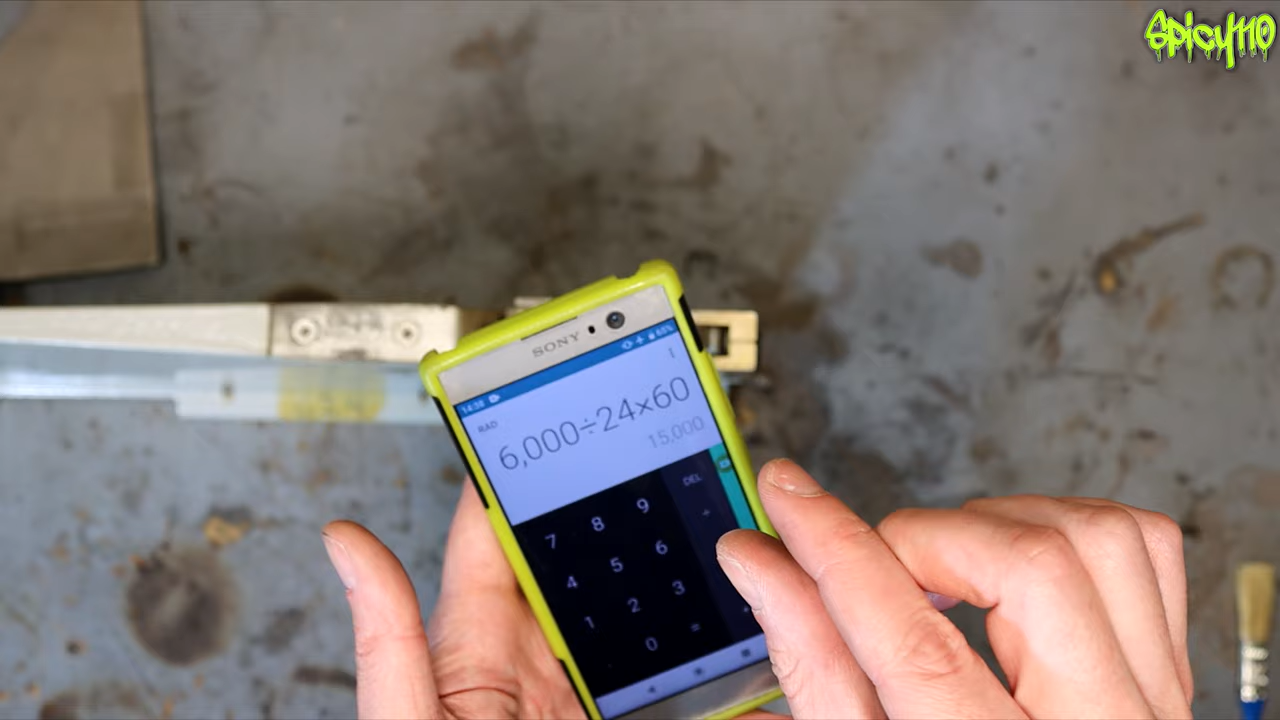 SPICY110
SONY
14:38
65%
RAD
6,000÷24×60
15,000
DEL
7 8 9 ÷
4 5 6
1 2 3
0 =